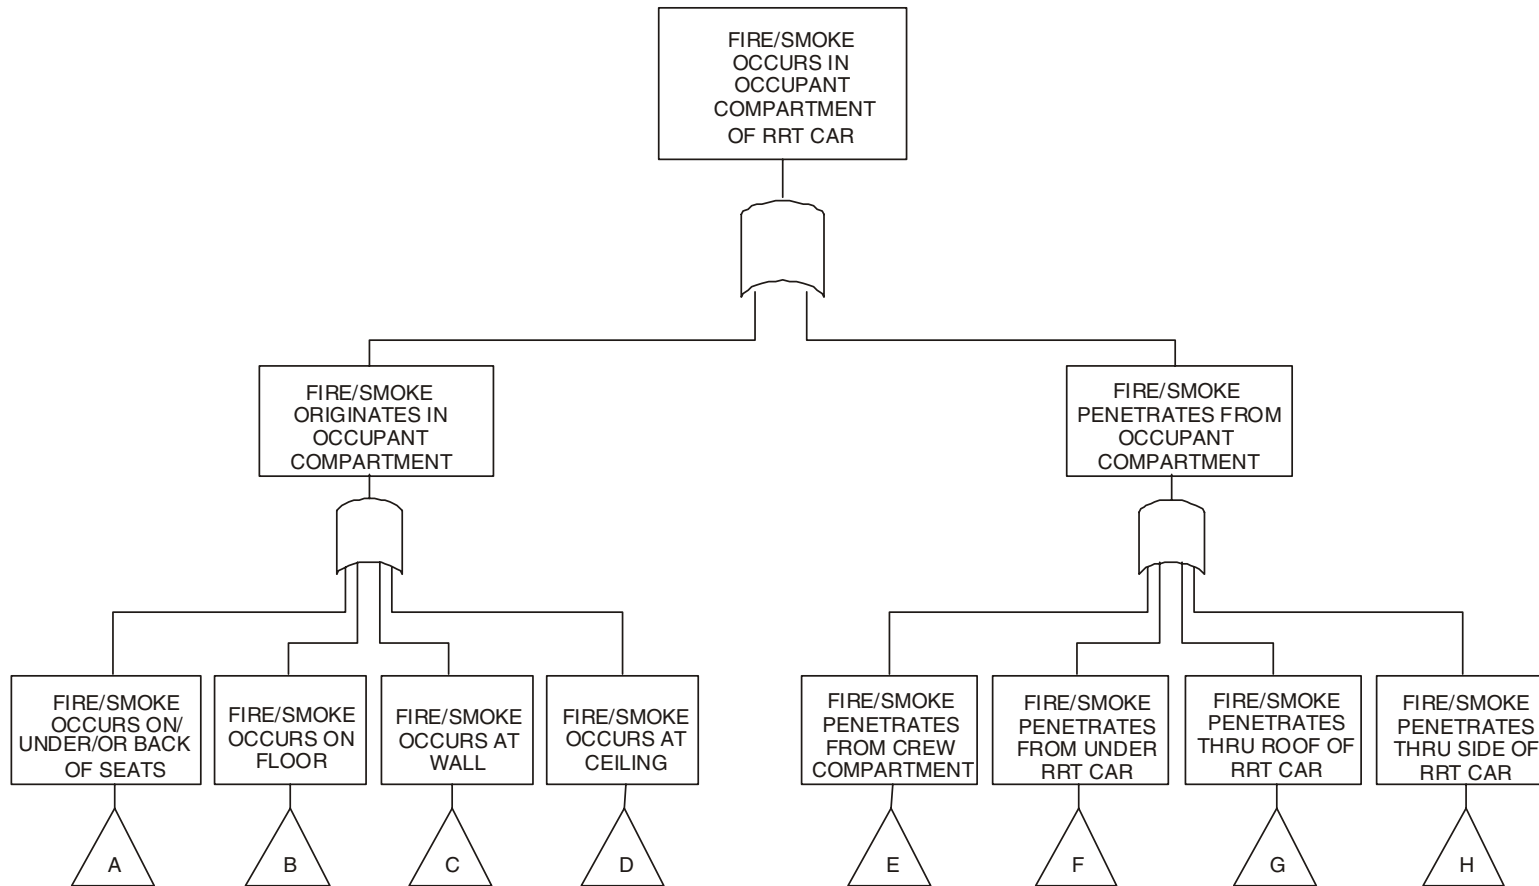 FIRE/SMOKE
OCCURS IN
OCCUPANT
COMPARTMENT
OF RRT CAR
FIRE/SMOKE
ORIGINATES IN
OCCUPANT
COMPARTMENT
FIRE/SMOKE
PENETRATES FROM
OCCUPANT
COMPARTMENT
FIRE/SMOKE
OCCURS ON/
UNDER/OR BACK
OF SEATS
FIRE/SMOKE
OCCURS ON
FLOOR
FIRE/SMOKE
OCCURS AT
WALL
FIRE/SMOKE
OCCURS AT
CEILING
FIRE/SMOKE
PENETRATES
FROM CREW
COMPARTMENT
FIRE/SMOKE
PENETRATES
FROM UNDER
RRT CAR
FIRE/SMOKE
PENETRATES
THRU ROOF OF
RRT CAR
FIRE/SMOKE
PENETRATES
THRU SIDE OF
RRT CAR
A
B
C
D
E
F
G
H